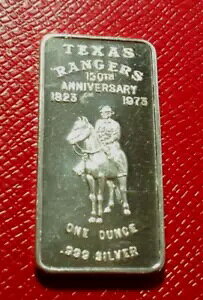 TEXAS
RANGERS
150TH
ANNIVERSARY
1823 1973
ONE OUNCE
.999 SILVER